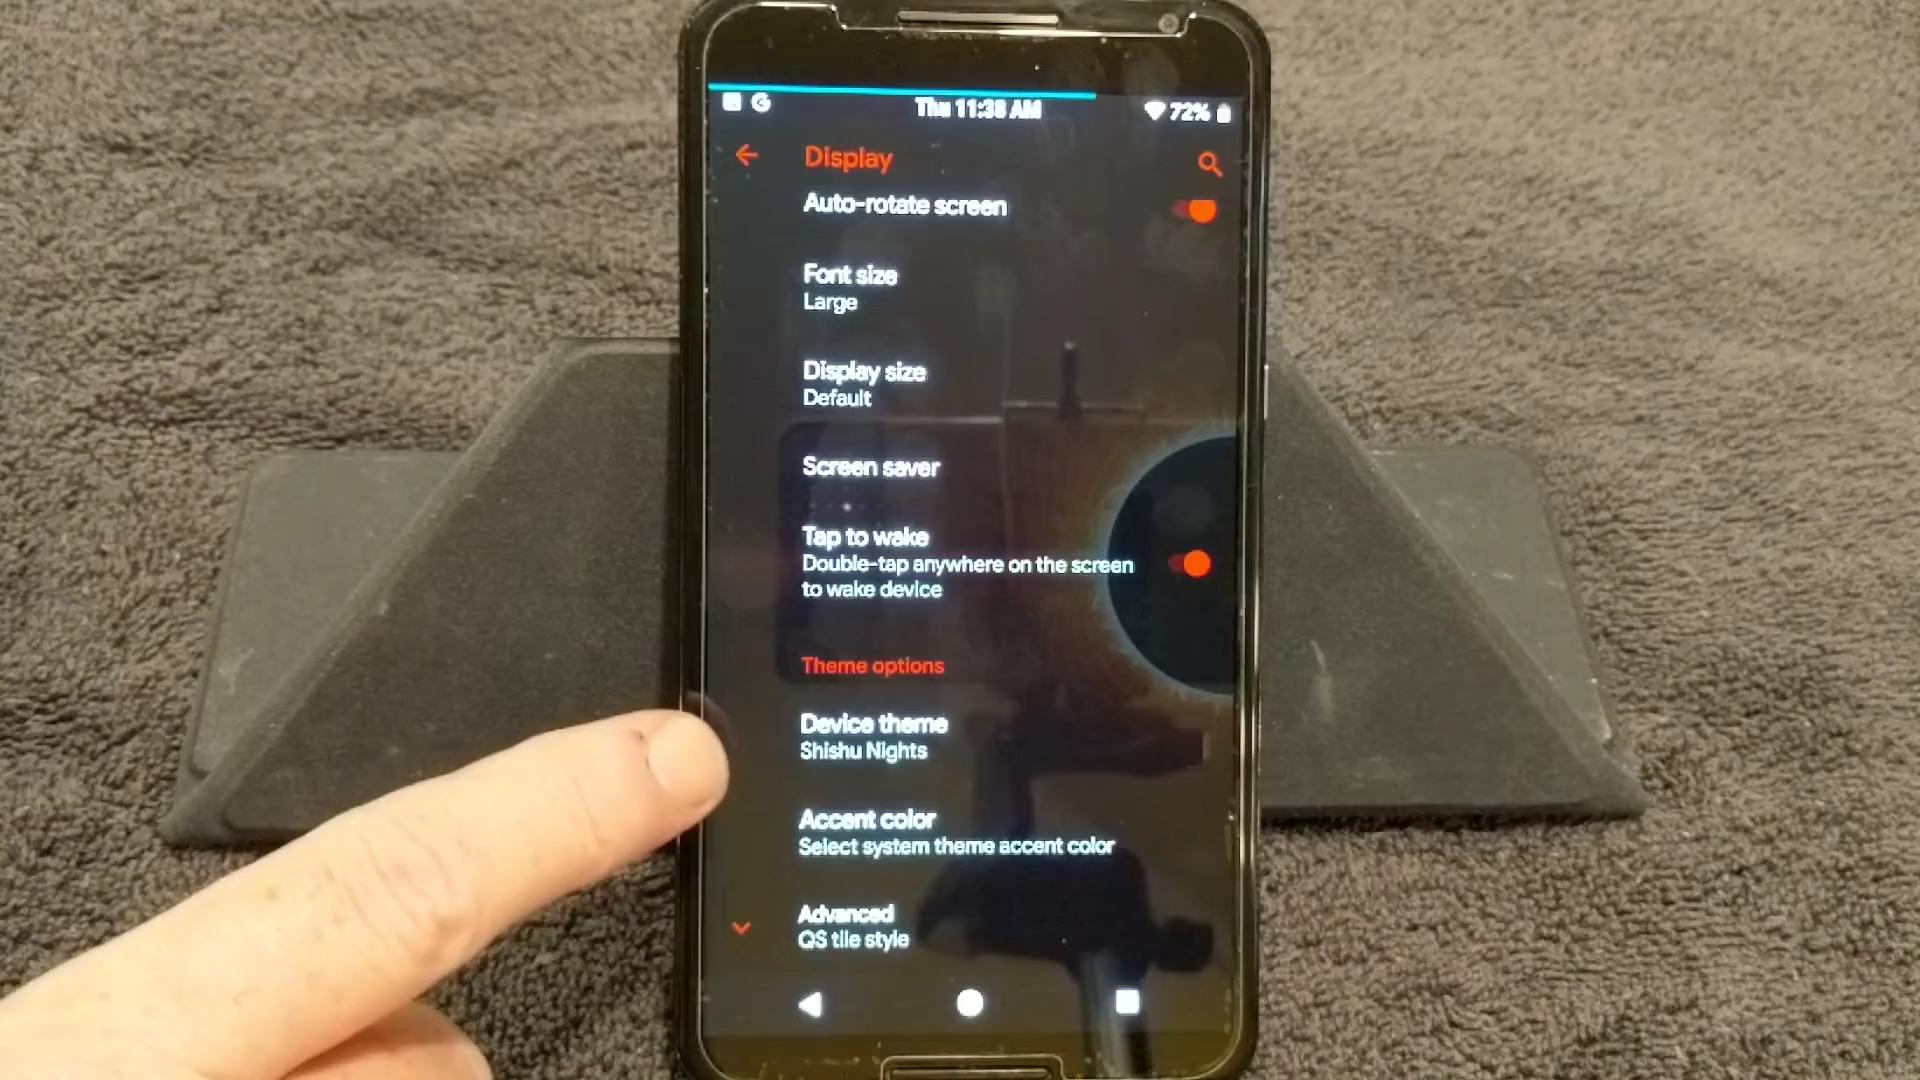 G
Thu 11:38 AM
72%
Display
Auto-rotate screen
Font size
Large
Display size
Default
Screen saver
Tap to wake
Double-tap anywhere on the screen
to wake device
Theme options
Device theme
Shishu Nights
Accent color
Select system theme accent color
Advanced
QS tile style